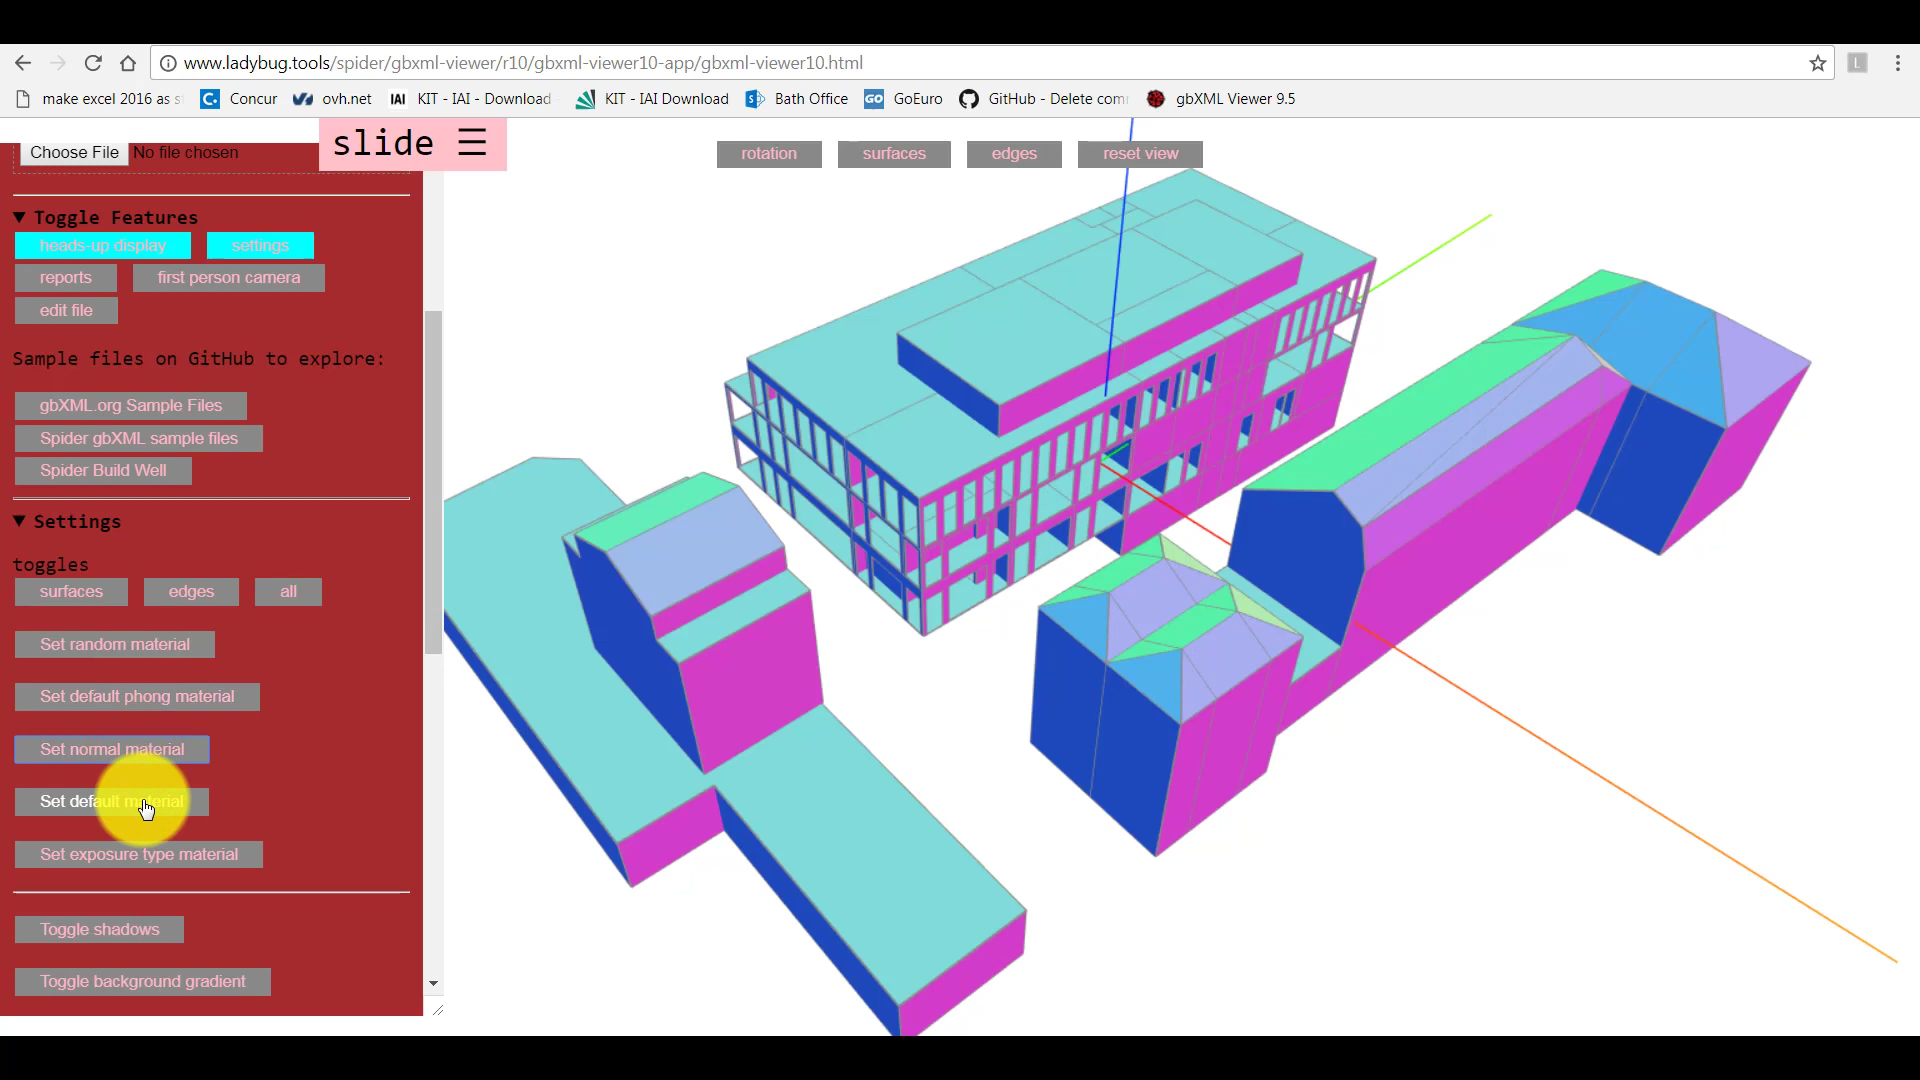 www.ladybug.tools/spider/gbxml-viewer/r10/gbxml-viewer10-app/gbxml-viewer10.html
L
make excel 2016 as s Concur ovh.net IAI KIT - IAI - Download KIT - IAI Download Bath Office GO GoEuro GitHub - Delete com gbXML Viewer 9.5
slide ☰
Choose File No file chosen
rotation surfaces edges reset view
▼ Toggle Features
heads-up display settings
reports first person camera
edit file
Sample files on GitHub to explore:
gbXML.org Sample Files
Spider gbXML sample files
Spider Build Well
▼ Settings
toggles
surfaces edges all
Set random material
Set default phong material
Set normal material
Set default material
Set exposure type material
Toggle shadows
Toggle background gradient